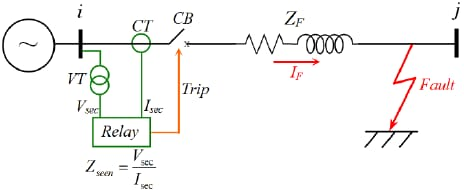 i
CT
CB
Z_F
j
VT
I_F
Fault
V_sec
I_sec
Trip
Relay
Z_seen = V_sec / I_sec